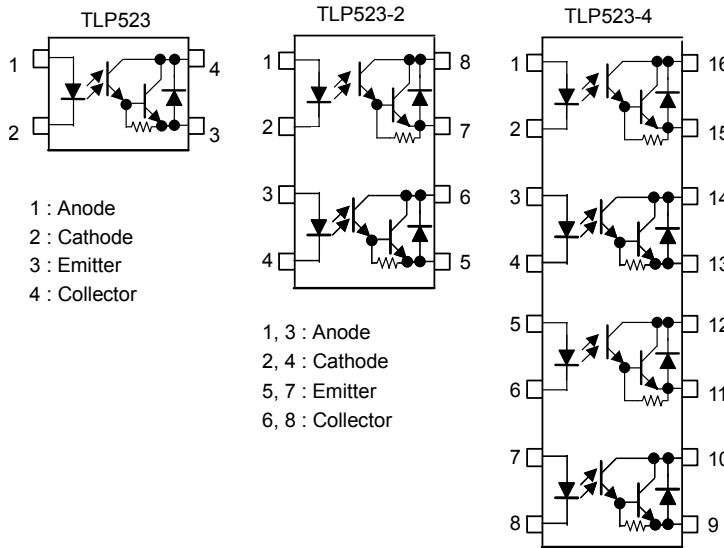 TLP523
1
4
2
3
1 : Anode
2 : Cathode
3 : Emitter
4 : Collector
TLP523-2
1
8
2
7
3
6
4
5
1, 3 : Anode
2, 4 : Cathode
5, 7 : Emitter
6, 8 : Collector
TLP523-4
1
16
2
15
3
14
4
13
5
12
6
11
7
10
8
9